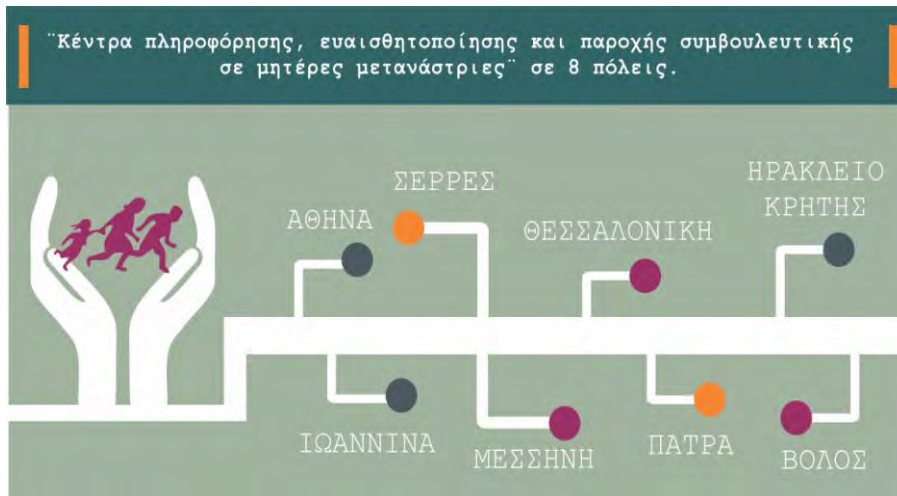 ¨Κέντρα πληροφόρησης, ευαισθητοποίησης και παροχής συμβουλευτικής
σε μητέρες μετανάστριες¨ σε 8 πόλεις.
ΑΘΗΝΑ
ΣΕΡΡΕΣ
ΘΕΣΣΑΛΟΝΙΚΗ
ΗΡΑΚΛΕΙΟ
ΚΡΗΤΗΣ
ΙΩΑΝΝΙΝΑ
ΜΕΣΣΗΝΗ
ΠΑΤΡΑ
ΒΟΛΟΣ